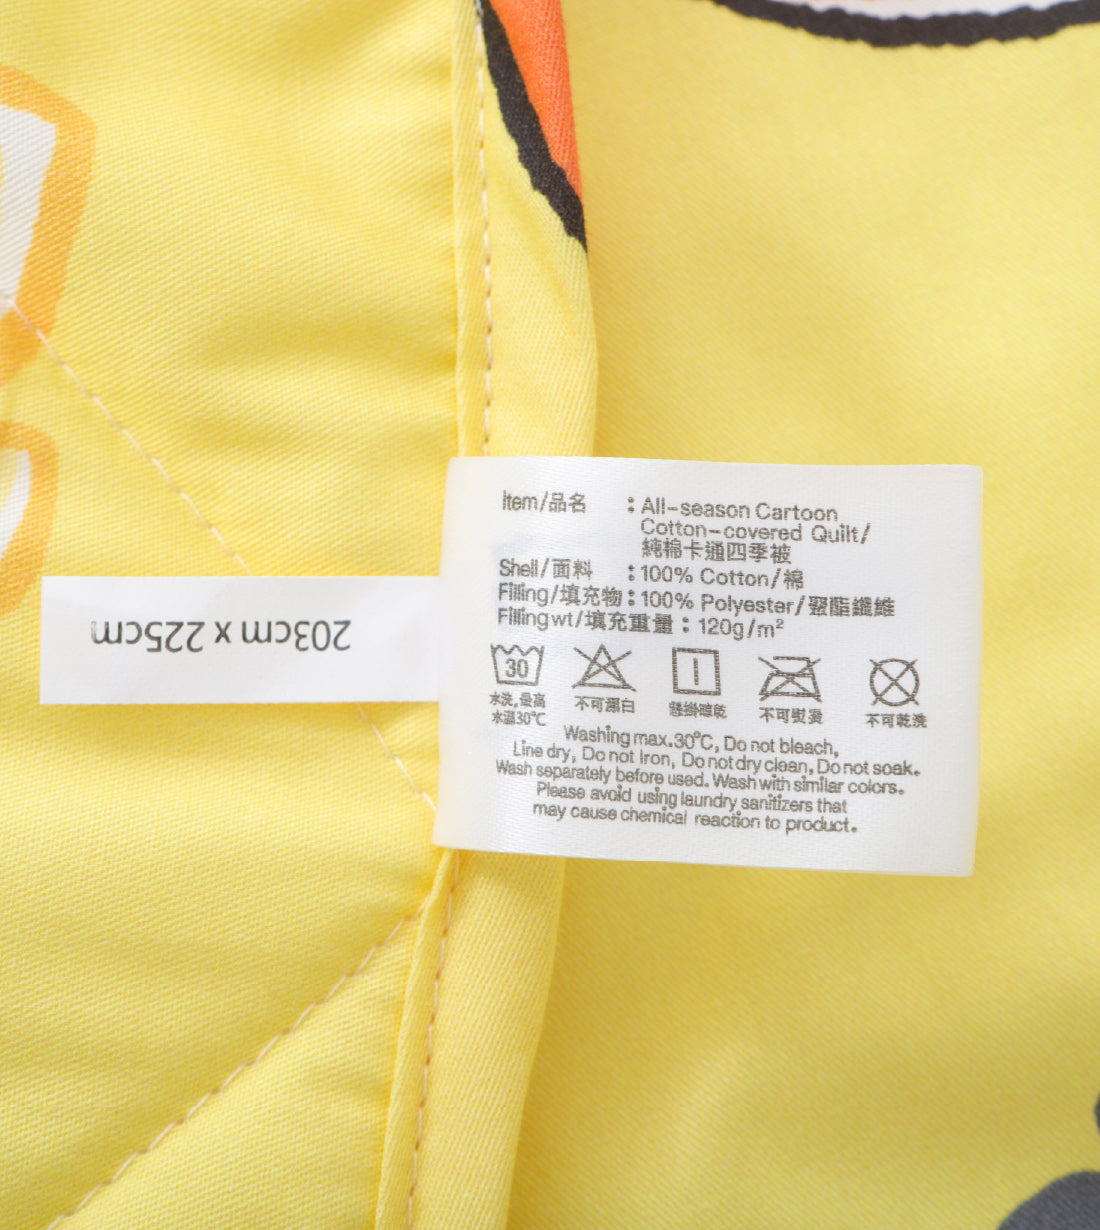 Item/品名 : All-season Cartoon
Cotton-covered Quilt/
純棉卡通四季被
Shell/面料 : 100% Cotton/棉
Filling/填充物 : 100% Polyester/聚酯纖維
Filling wt/填充重量 : 120g/m²
30
水洗,最高
水溫30℃
不可漂白
懸掛晾乾
不可熨燙
不可乾洗
Washing max.30°C, Do not bleach,
Line dry, Do not Iron, Do not dry clean, Do not soak.
Wash separately before used. Wash with similar colors.
Please avoid using laundry sanitizers that
may cause chemical reaction to product.
203cm x 225cm